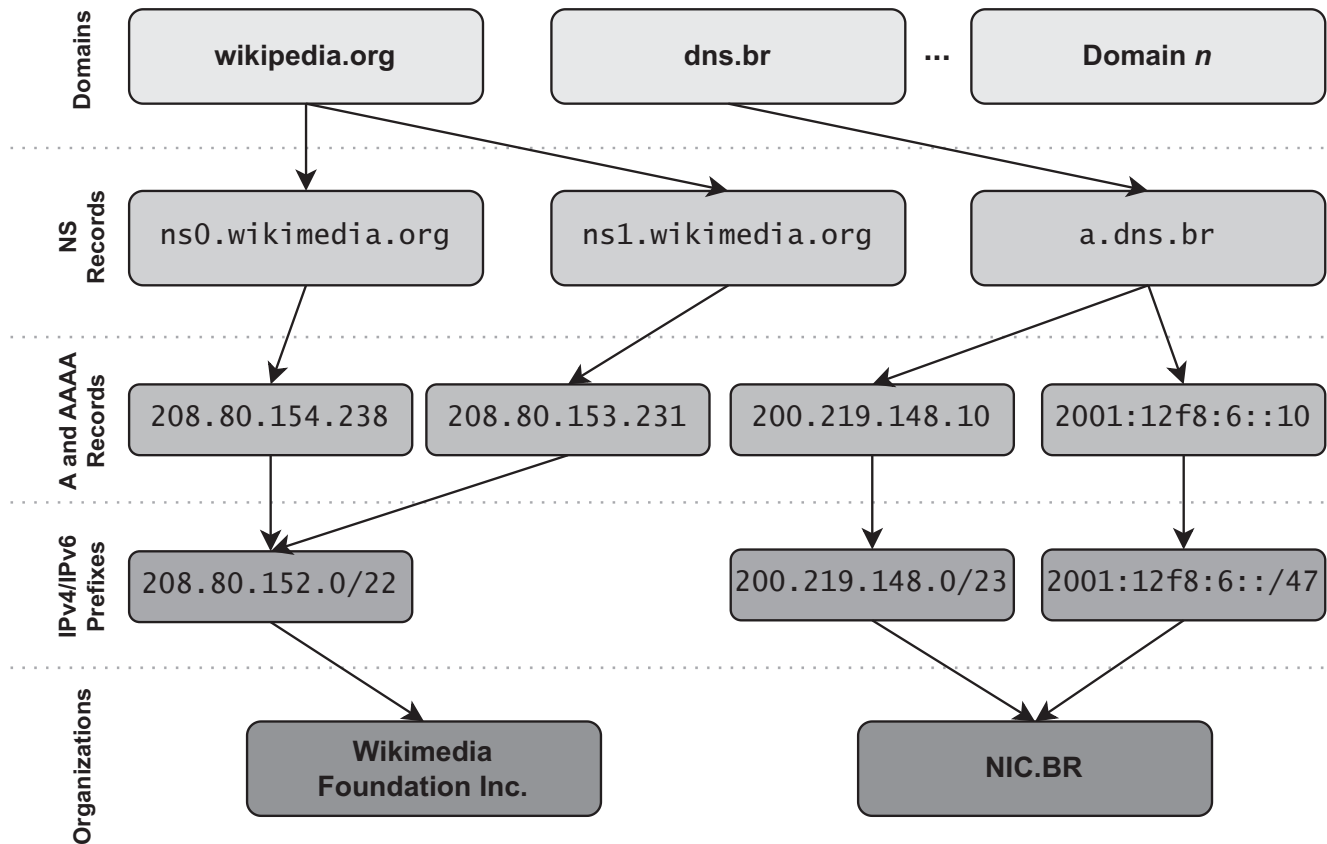 Domains
wikipedia.org
dns.br
...
Domain n
NS
Records
ns0.wikimedia.org
ns1.wikimedia.org
a.dns.br
A and AAAA
Records
208.80.154.238
208.80.153.231
200.219.148.10
2001:12f8:6::10
IPv4/IPv6
Prefixes
208.80.152.0/22
200.219.148.0/23
2001:12f8:6::/47
Organizations
Wikimedia
Foundation Inc.
NIC.BR